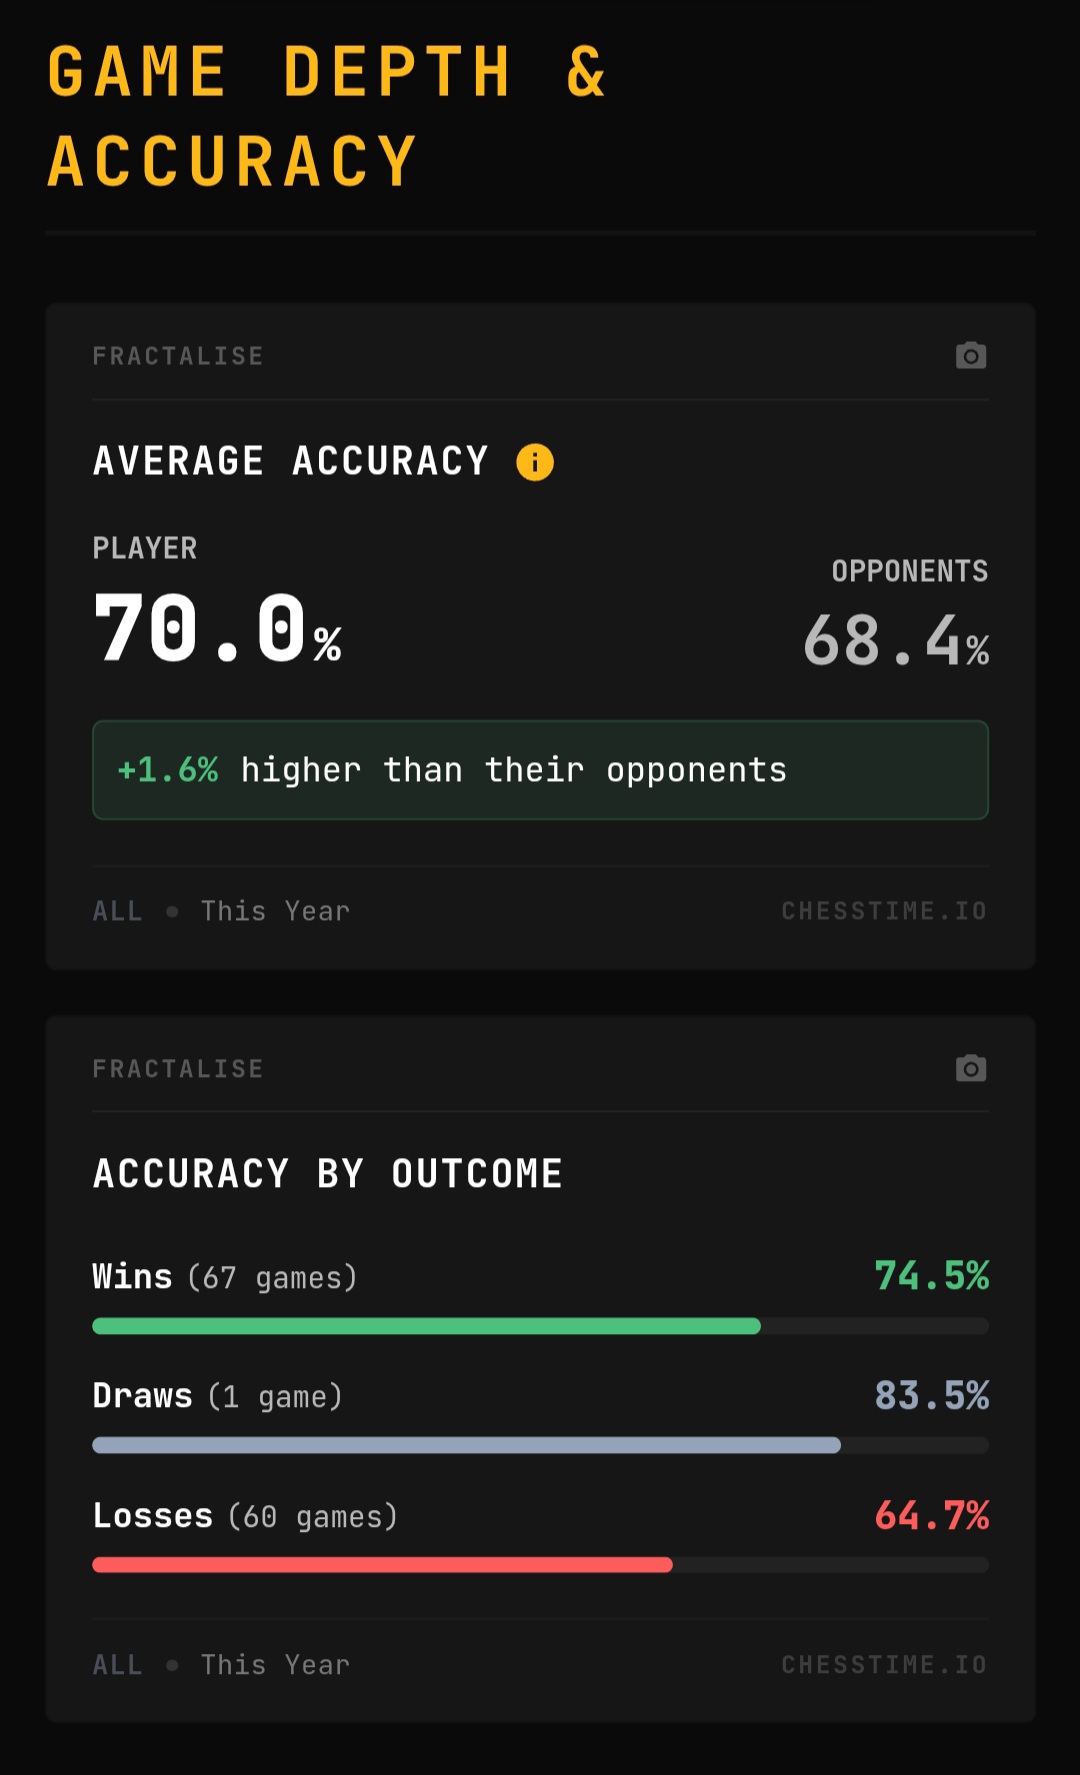 GAME DEPTH &
ACCURACY
FRACTALISE
AVERAGE ACCURACY i
PLAYER
70.0%
OPPONENTS
68.4%
+1.6% higher than their opponents
ALL • This Year
CHESSTIME.IO
FRACTALISE
ACCURACY BY OUTCOME
Wins (67 games) 74.5%
Draws (1 game) 83.5%
Losses (60 games) 64.7%
ALL • This Year
CHESSTIME.IO